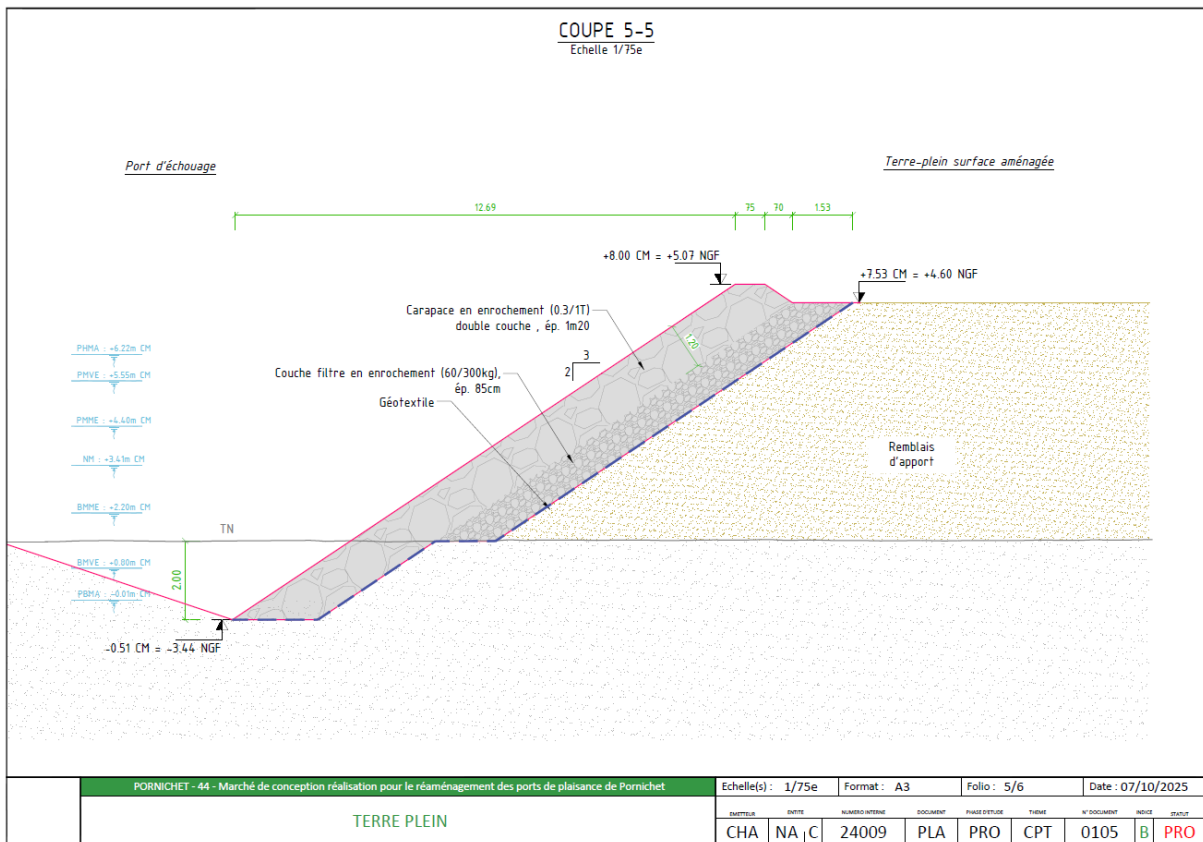 COUPE 5-5
Echelle 1/75e
Port d'échouage
Terre-plein surface aménagée
12.69
75
70
1.53
+8.00 CM = +5.07 NGF
+7.53 CM = +4.60 NGF
Carapace en enrochement (0.3/1T)
double couche , ép. 1m20
1.20
3
2
Couche filtre en enrochement (60/300kg),
ép. 85cm
Géotextile
PHMA : +6.22m CM
PMVE : +5.55m CM
PMME : +4.40m CM
NM : +3.41m CM
BMME : +2.20m CM
BMVE : +0.80m CM
PBMA : -0.01m CM
Remblais
d'apport
TN
2.00
-0.51 CM = -3.44 NGF
PORNICHET - 44 - Marché de conception réalisation pour le réaménagement des ports de plaisance de Pornichet
TERRE PLEIN
Echelle(s) : 1/75e
Format : A3
Folio : 5/6
Date : 07/10/2025
EMETTEUR
ENTITE
NUMERO INTERNE
DOCUMENT
PHASE D'ETUDE
THEME
N° DOCUMENT
INDICE
STATUT
CHA
NA
C
24009
PLA
PRO
CPT
0105
B
PRO